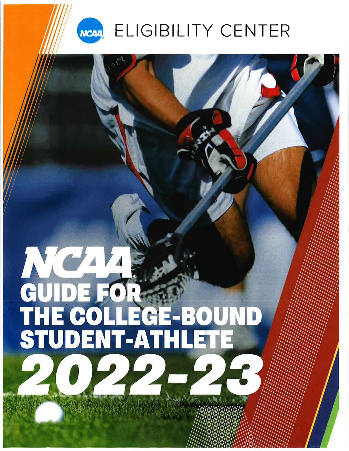 NCAA ELIGIBILITY CENTER
NCAA
GUIDE FOR
THE COLLEGE-BOUND
STUDENT-ATHLETE
2022-23